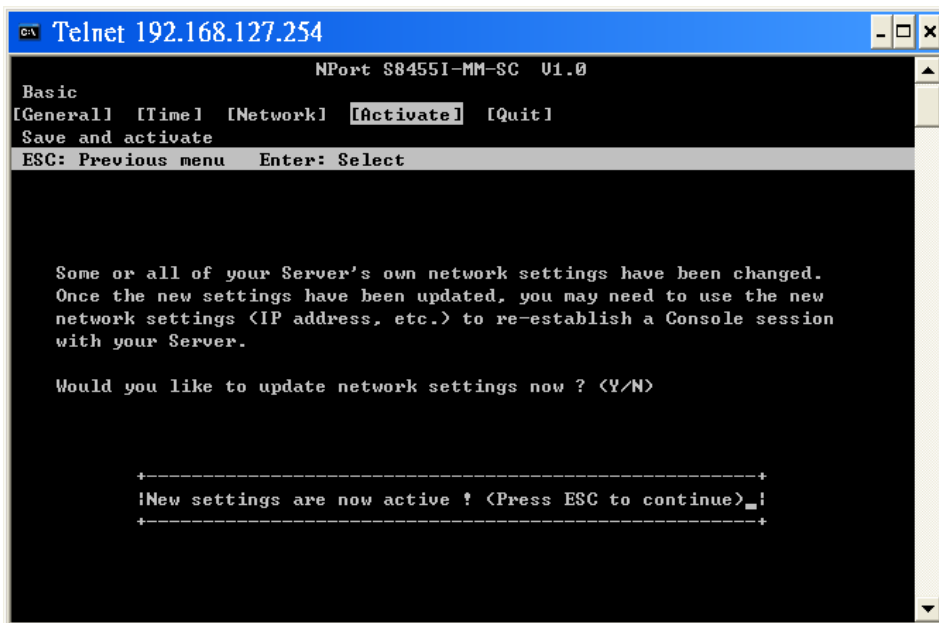 Telnet 192.168.127.254
NPort S8455I-MM-SC V1.0
Basic
[General] [Time] [Network] [Activate] [Quit]
Save and activate
ESC: Previous menu Enter: Select
Some or all of your Server's own network settings have been changed.
Once the new settings have been updated, you may need to use the new
network settings (IP address, etc.) to re-establish a Console session
with your Server.
Would you like to update network settings now ? (Y/N)
New settings are now active ! (Press ESC to continue)_